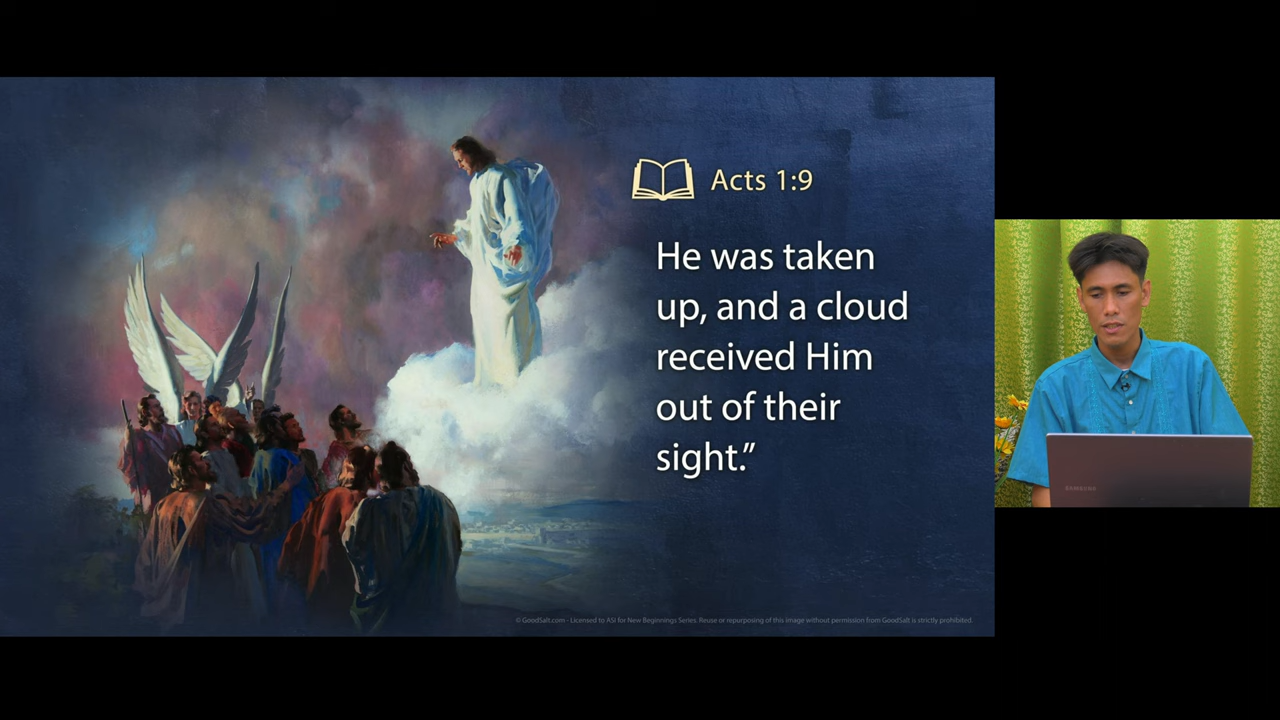 Acts 1:9
He was taken
up, and a cloud
received Him
out of their
sight.”
© GoodSalt.com - Licensed to ASI for New Beginnings Series. Reuse or repurposing of this image without permission from GoodSalt is strictly prohibited.
SAMSUNG